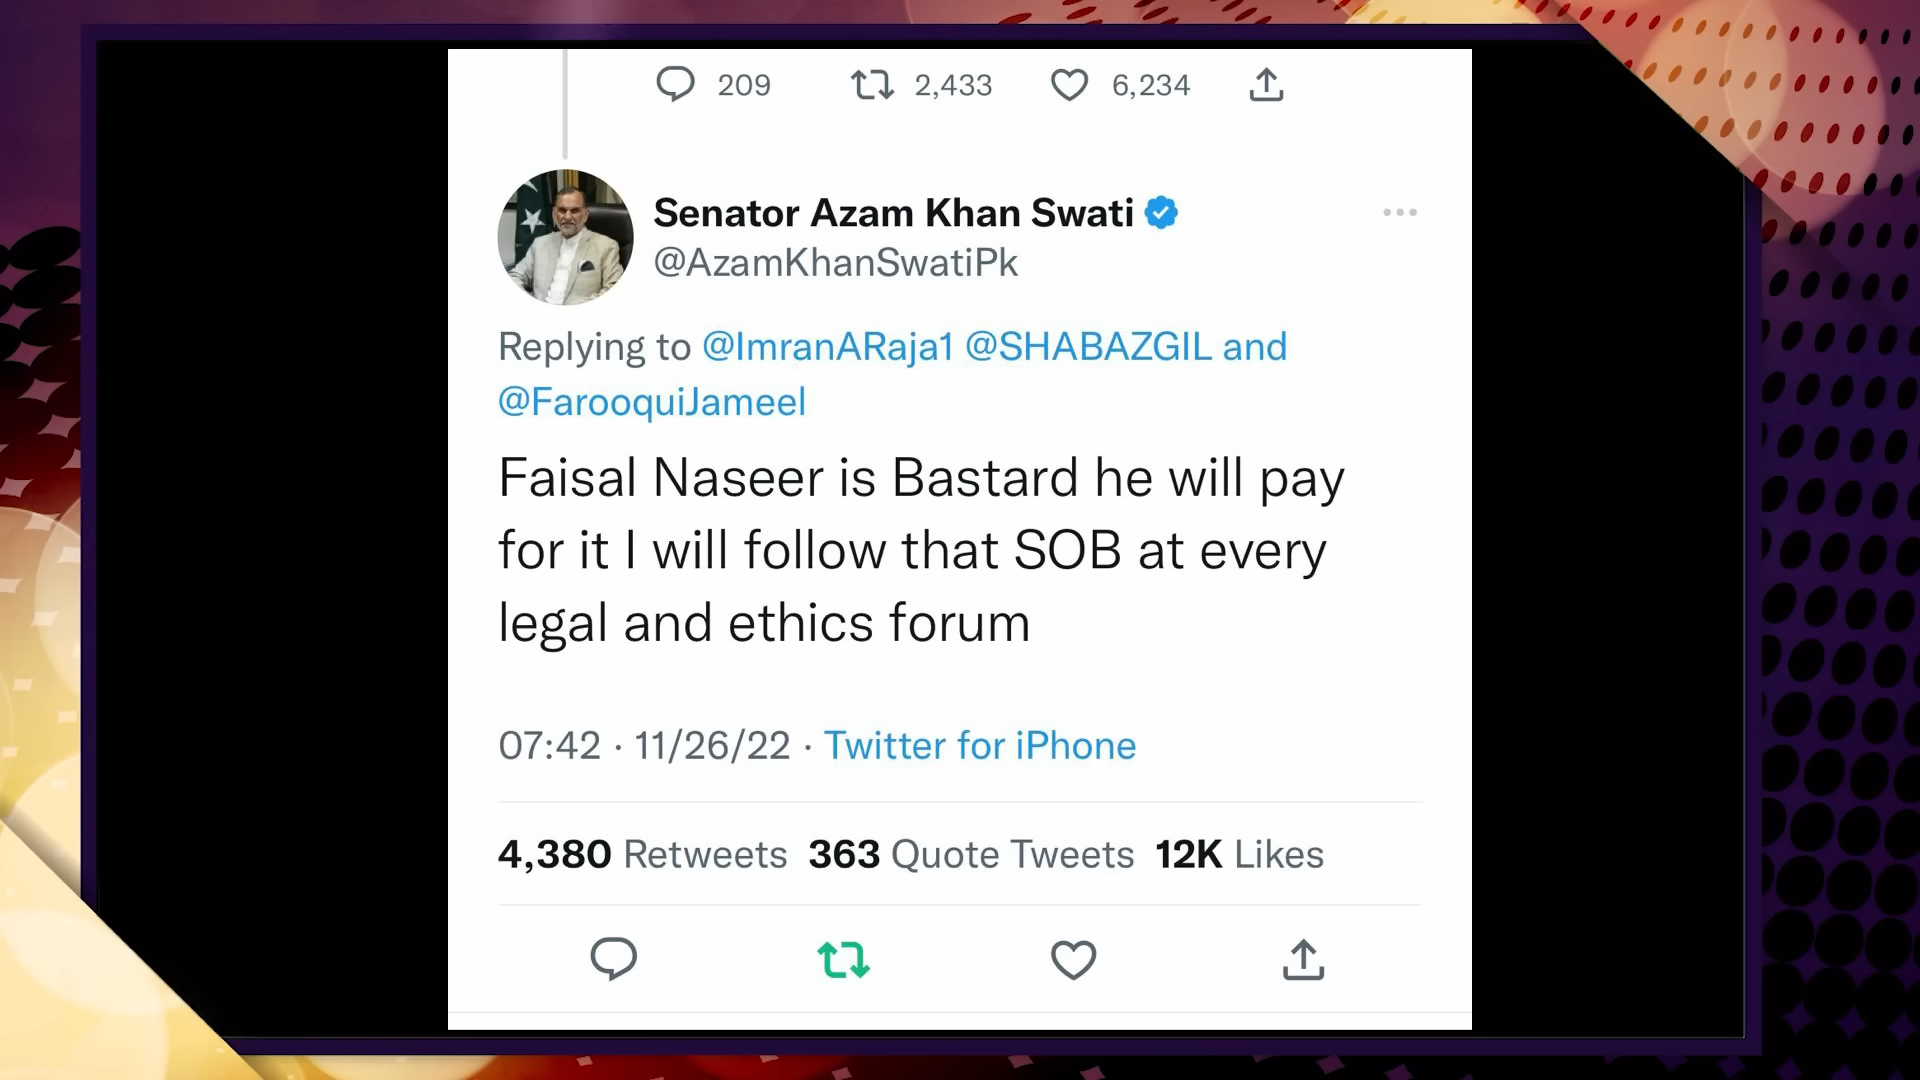 209 2,433 6,234
Senator Azam Khan Swati
@AzamKhanSwatiPk
Replying to @ImranARaja1 @SHABAZGIL and
@FarooquiJameel
Faisal Naseer is Bastard he will pay
for it I will follow that SOB at every
legal and ethics forum
07:42 · 11/26/22 · Twitter for iPhone
4,380 Retweets 363 Quote Tweets 12K Likes